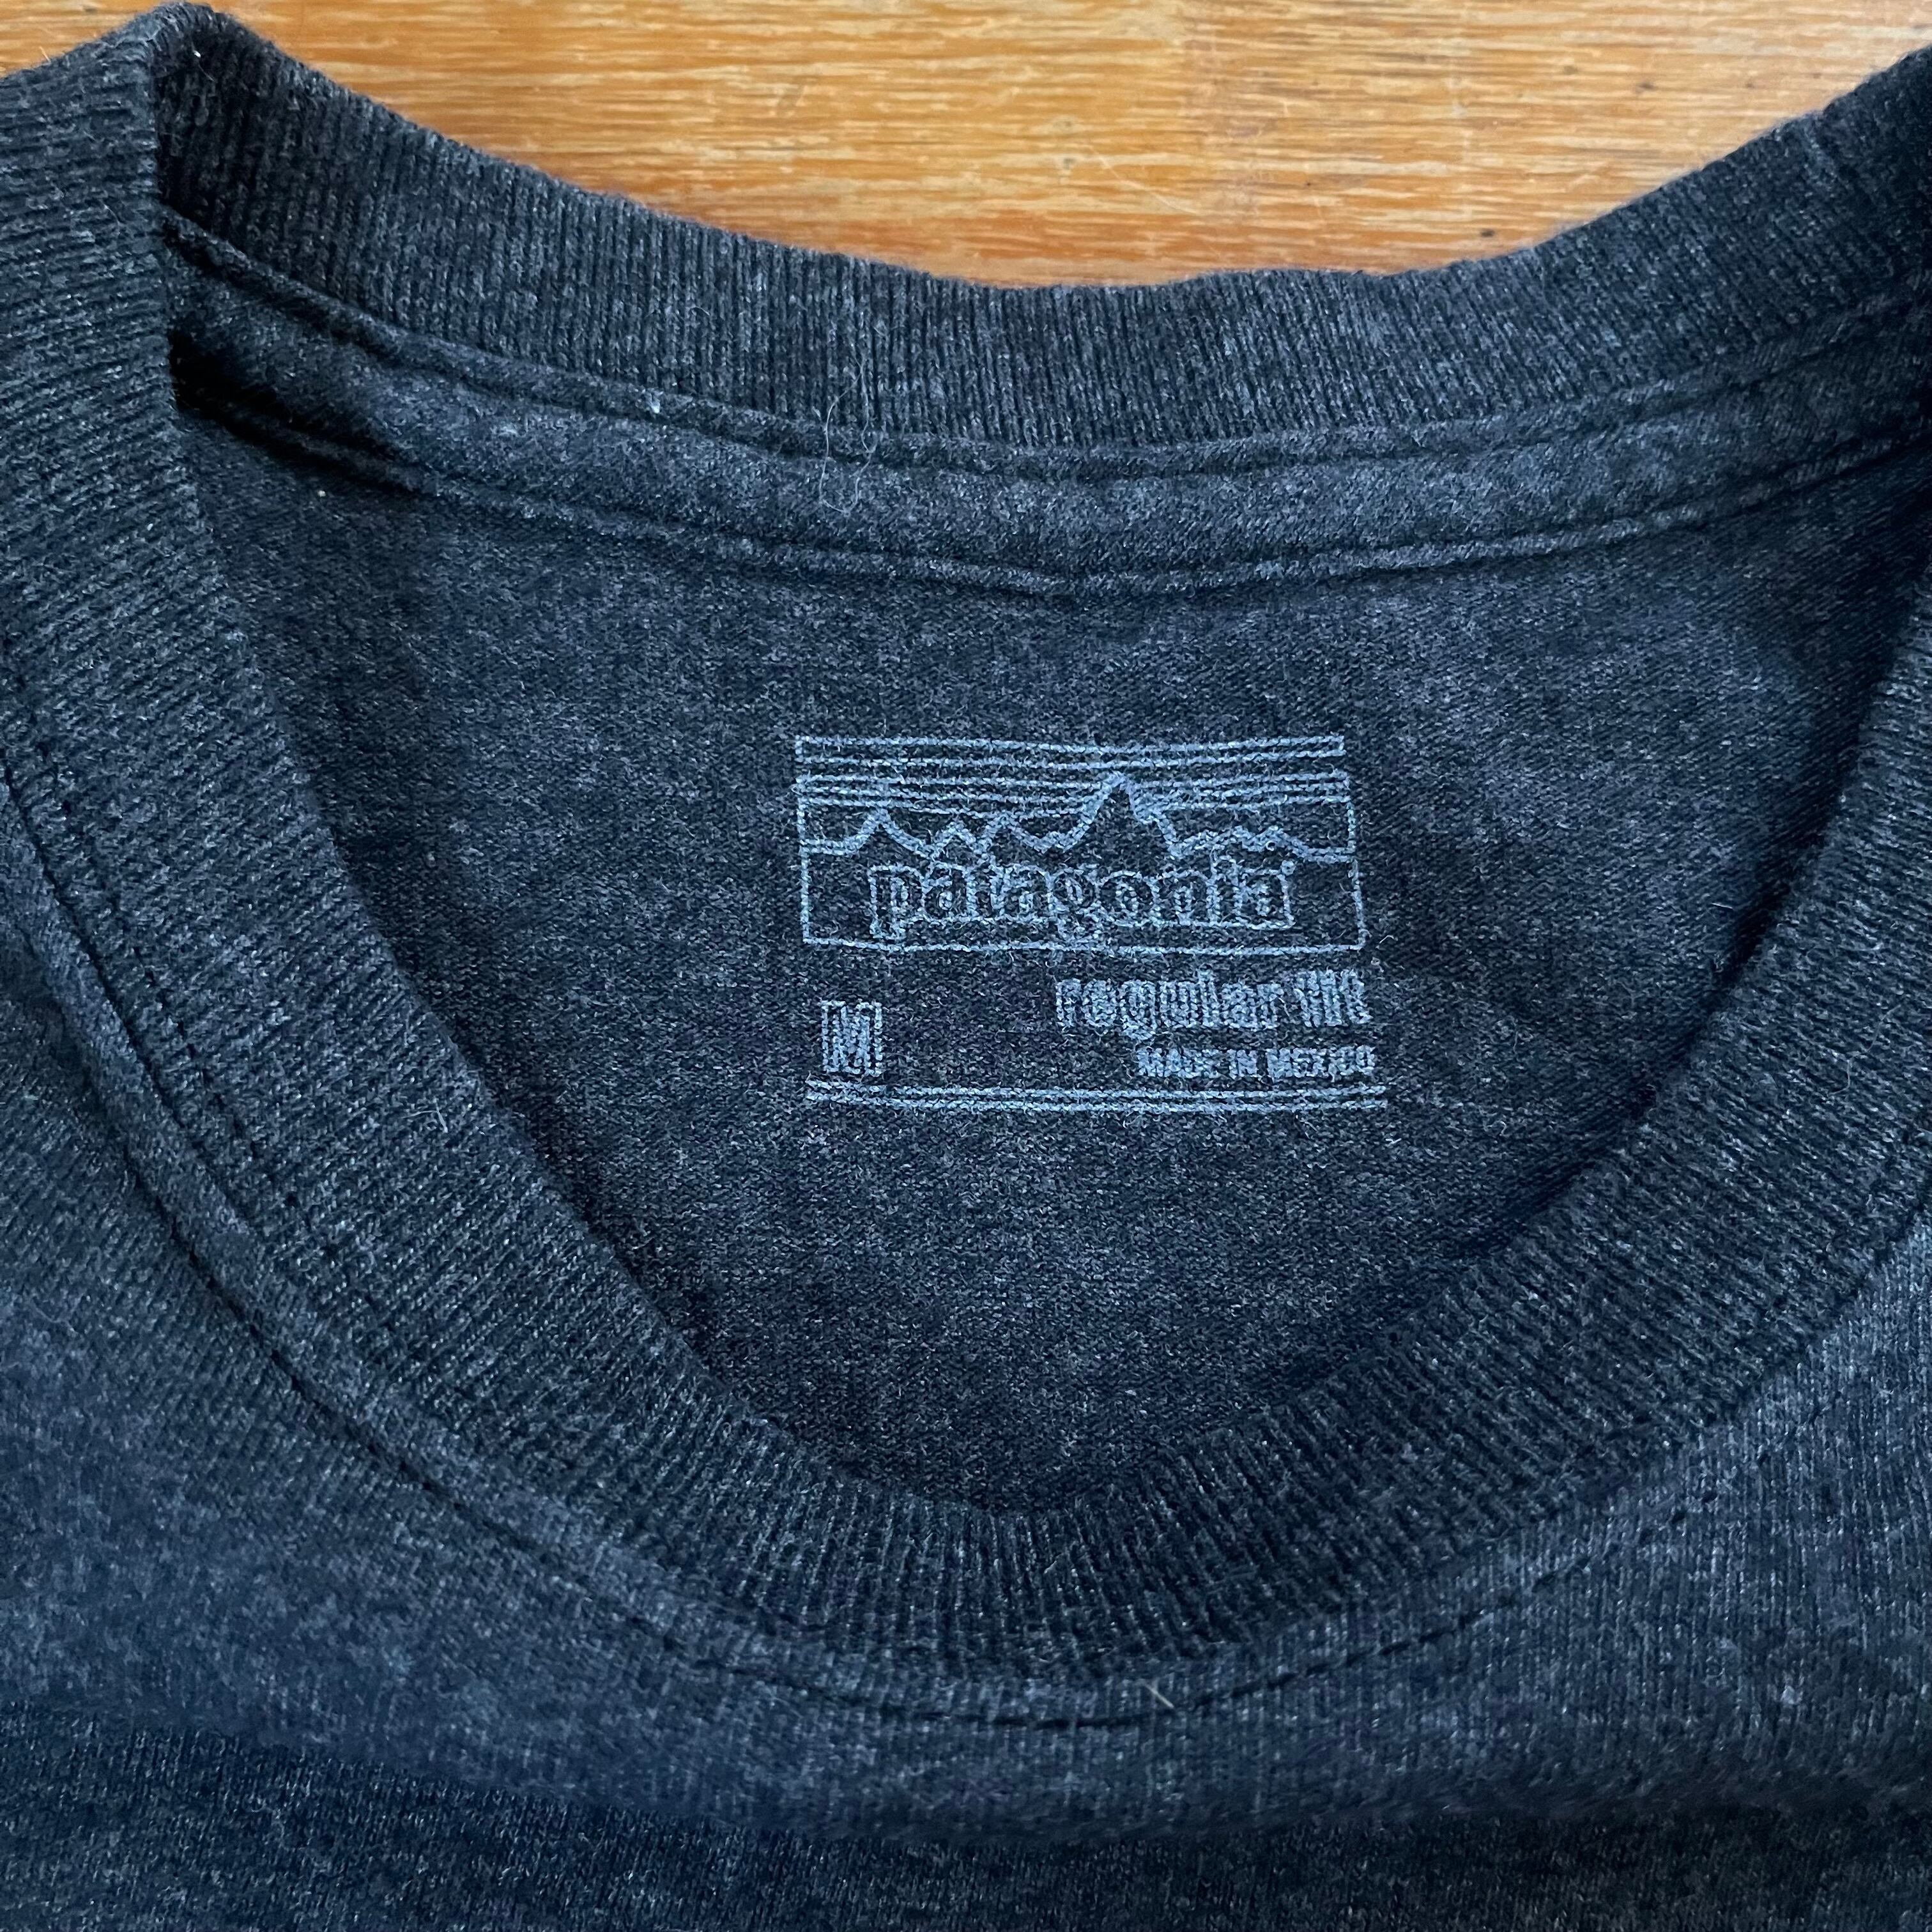 patagonia
regular fit
M
MADE IN MEXICO